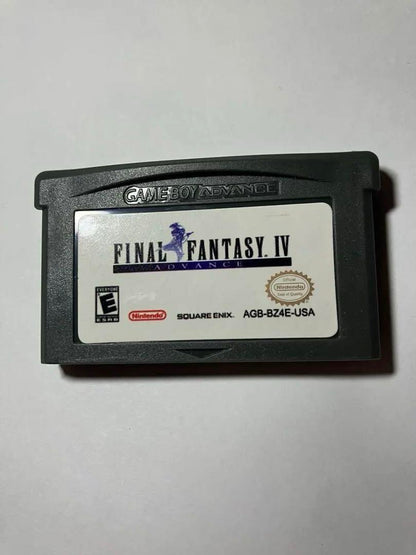 GAME BOY ADVANCE
FINAL FANTASY. IV
ADVANCE
EVERYONE
E
ESRB
Nintendo
SQUARE ENIX.
AGB-BZ4E-USA
Official
Nintendo
Seal of Quality